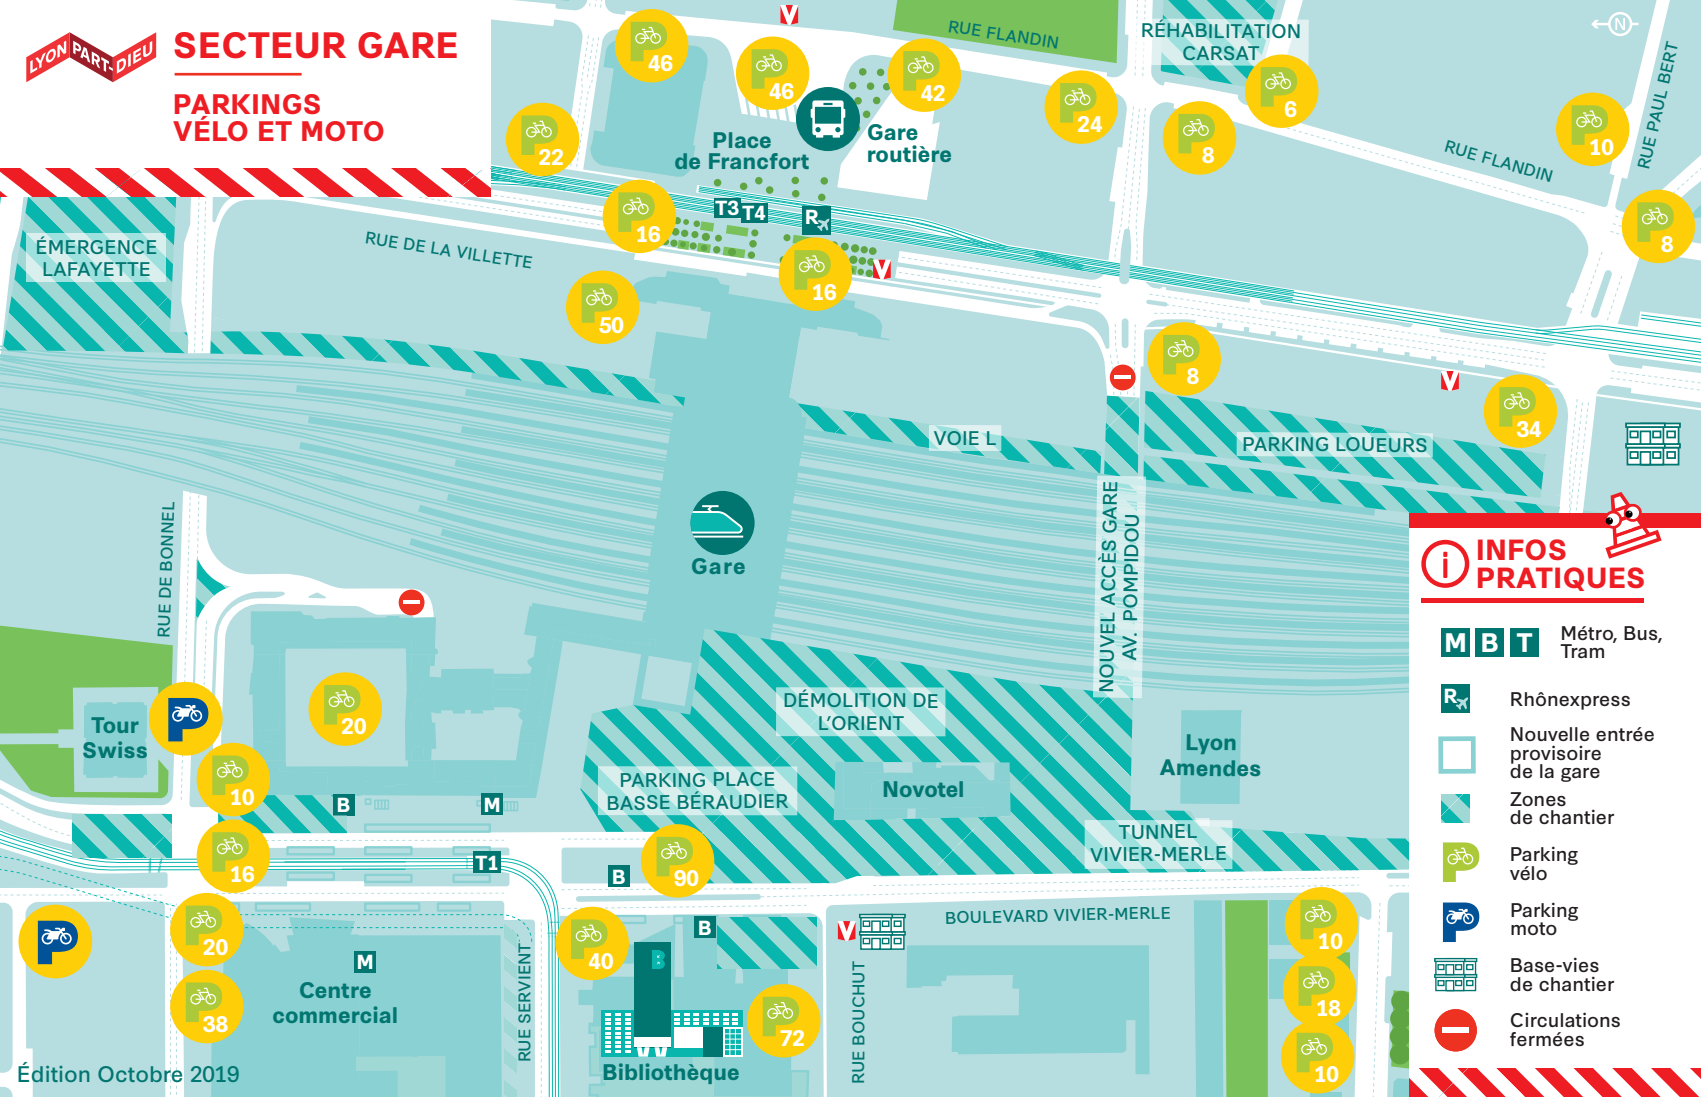 LYON PART-DIEU
SECTEUR GARE
PARKINGS
VÉLO ET MOTO
46
46
42
24
22
16
16
50
8
6
10
8
8
34
RUE FLANDIN
RÉHABILITATION
CARSAT
N
RUE PAUL BERT
RUE FLANDIN
Place
de Francfort
Gare
routière
T3
T4
R
V
V
V
ÉMERGENCE
LAFAYETTE
RUE DE LA VILLETTE
VOIE L
PARKING LOUEURS
Gare
NOUVEL ACCÈS GARE
AV. POMPIDOU
RUE DE BONNEL
Tour
Swiss
P
20
10
16
20
38
B
M
T1
DÉMOLITION DE
L'ORIENT
PARKING PLACE
BASSE BÉRAUDIER
Novotel
Lyon
Amendes
TUNNEL
VIVIER-MERLE
B
90
40
B
B
72
V
BOULEVARD VIVIER-MERLE
RUE BOUCHUT
RUE SERVIENT
P
M
Centre
commercial
Bibliothèque
10
18
10
Édition Octobre 2019
i
INFOS
PRATIQUES
M B T
Métro, Bus,
Tram
R
Rhônexpress
Nouvelle entrée
provisoire
de la gare
Zones
de chantier
P
Parking
vélo
P
Parking
moto
Base-vies
de chantier
Circulations
fermées